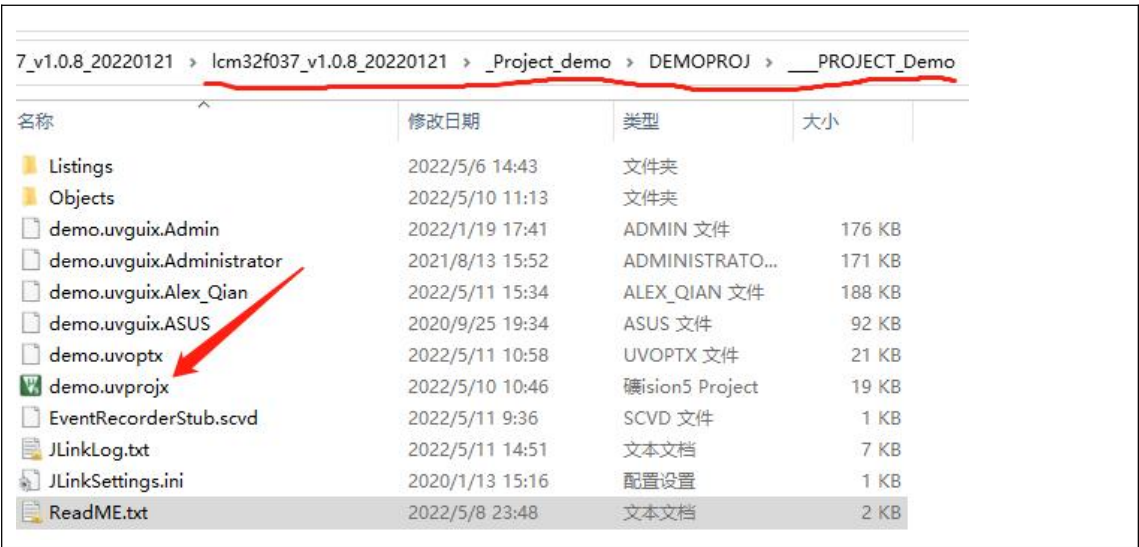 7_v1.0.8_20220121 › lcm32f037_v1.0.8_20220121 › _Project_demo › DEMOPROJ › ___PROJECT_Demo
名称 修改日期 类型 大小
Listings 2022/5/6 14:43 文件夹
Objects 2022/5/10 11:13 文件夹
demo.uvguix.Admin 2022/1/19 17:41 ADMIN 文件 176 KB
demo.uvguix.Administrator 2021/8/13 15:52 ADMINISTRATO... 171 KB
demo.uvguix.Alex_Qian 2022/5/11 15:34 ALEX_QIAN 文件 188 KB
demo.uvguix.ASUS 2020/9/25 19:34 ASUS 文件 92 KB
demo.uvoptx 2022/5/11 10:58 UVOPTX 文件 21 KB
demo.uvprojx 2022/5/10 10:46 礦ision5 Project 19 KB
EventRecorderStub.scvd 2022/5/11 9:36 SCVD 文件 1 KB
JLinkLog.txt 2022/5/11 14:51 文本文档 7 KB
JLinkSettings.ini 2020/1/13 15:16 配置设置 1 KB
ReadME.txt 2022/5/8 23:48 文本文档 2 KB